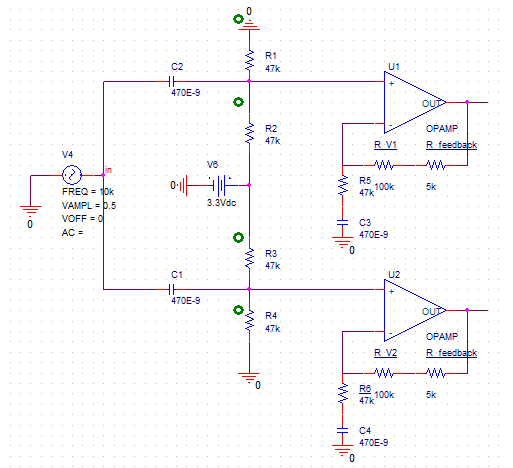 0
R1
47k
C2
470E-9
U1
+
-
OUT
OPAMP
R2
47k
R_V1
R_feedback
100k
5k
R5
47k
C3
470E-9
0
V4
in
FREQ = 10k
VAMPL = 0.5
VOFF = 0
AC =
0
V6
0
3.3Vdc
R3
47k
C1
470E-9
U2
+
-
OUT
OPAMP
R4
47k
0
R_V2
R_feedback
100k
5k
R6
47k
C4
470E-9
0